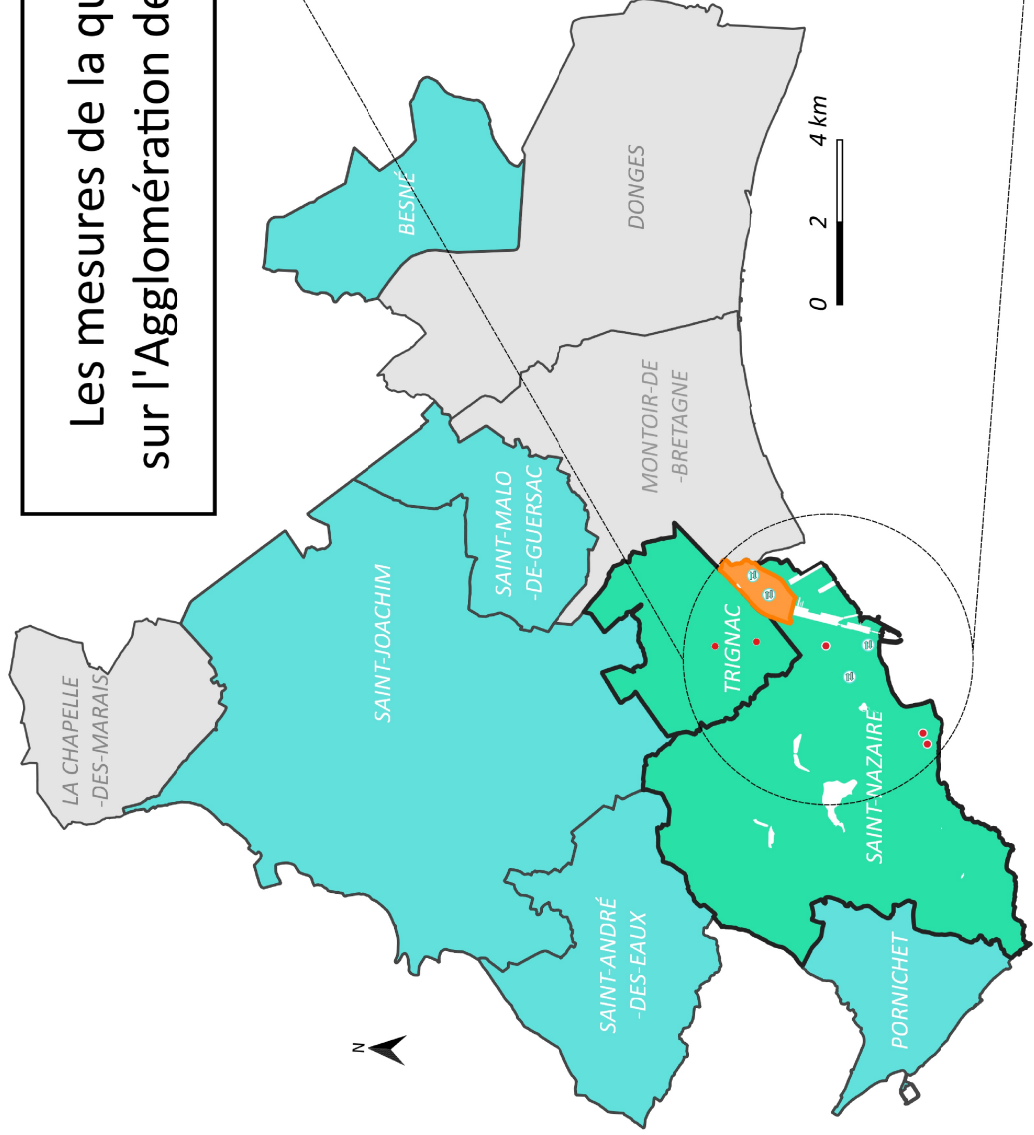 Les mesures de la qu
sur l'Agglomération de
LA CHAPELLE
-DES-MARAIS
BESNÉ
SAINT-JOACHIM
SAINT-MALO
-DE-GUERSAC
DONGES
MONTOIR-DE
-BRETAGNE
TRIGNAC
SAINT-ANDRÉ
-DES-EAUX
SAINT-NAZAIRE
PORNICHET
N
0 2 4 km